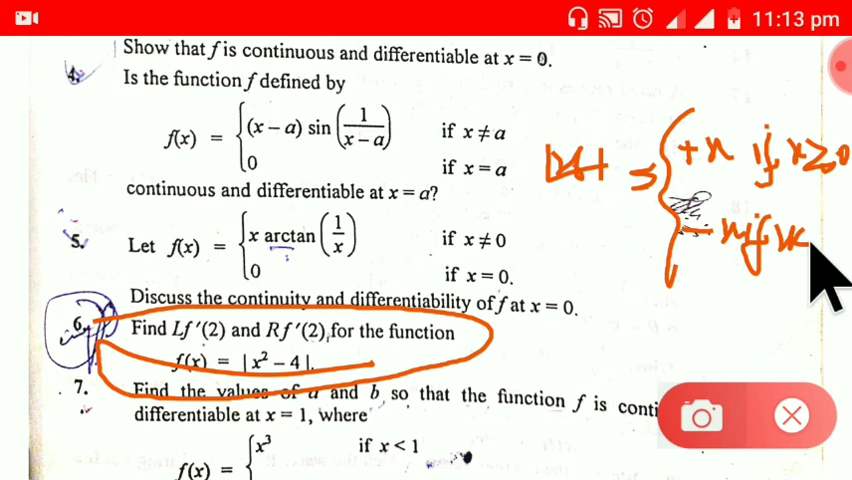 11:13 pm
Show that f is continuous and differentiable at x = 0.
4. Is the function f defined by
f(x) = { (x – a) sin (1/(x – a)) if x ≠ a
0 if x = a
continuous and differentiable at x = a?
5. Let f(x) = { x arctan (1/x) if x ≠ 0
0 if x = 0.
Discuss the continuity and differentiability of f at x = 0.
6. Find Lf ′(2) and Rf ′(2), for the function
f(x) = | x² – 4 |.
7. Find the values of a and b so that the function f is conti
differentiable at x = 1, where
f(x) = { x³ if x < 1
+x if x ≥ 0
–x if x